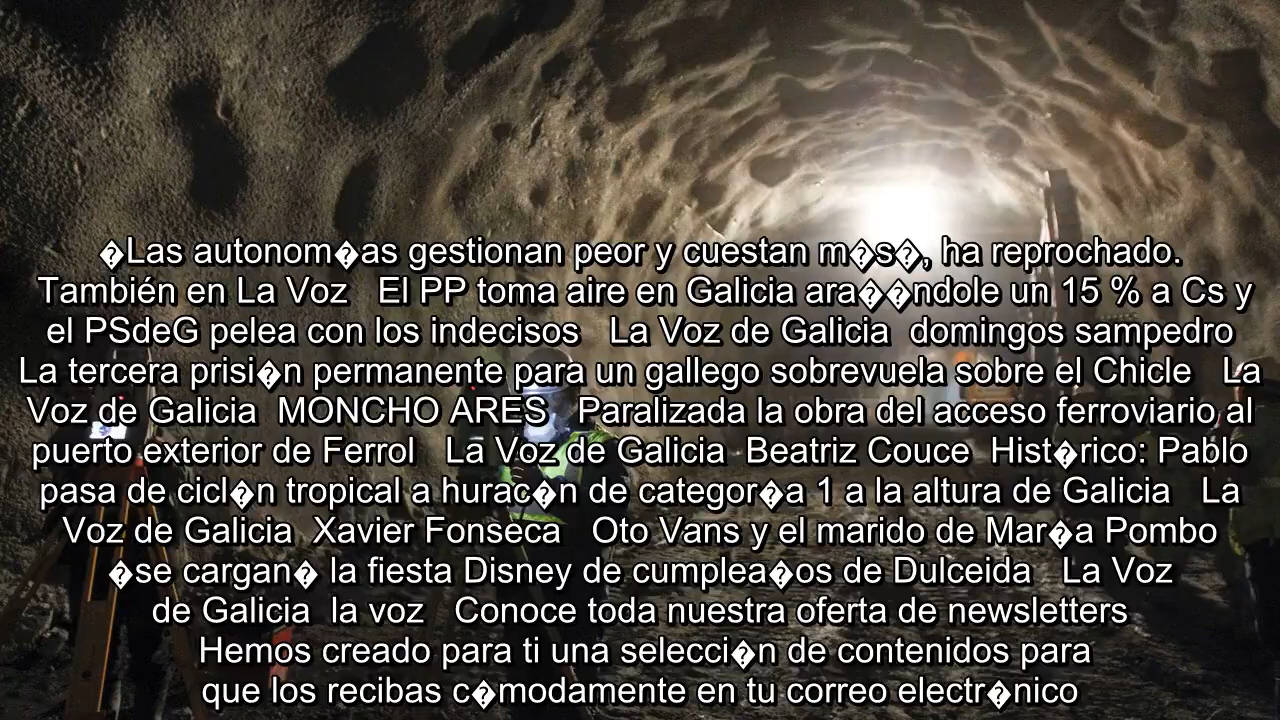 �Las autonom�as gestionan peor y cuestan m�s�, ha reprochado.
También en La Voz   El PP toma aire en Galicia ara��ndole un 15 % a Cs y
el PSdeG pelea con los indecisos   La Voz de Galicia  domingos sampedro
La tercera prisi�n permanente para un gallego sobrevuela sobre el Chicle   La
Voz de Galicia  MONCHO ARES   Paralizada la obra del acceso ferroviario al
puerto exterior de Ferrol   La Voz de Galicia  Beatriz Couce  Hist�rico: Pablo
pasa de cicl�n tropical a hurac�n de categor�a 1 a la altura de Galicia   La
Voz de Galicia  Xavier Fonseca   Oto Vans y el marido de Mar�a Pombo
�se cargan� la fiesta Disney de cumplea�os de Dulceida   La Voz
de Galicia  la voz   Conoce toda nuestra oferta de newsletters
Hemos creado para ti una selecci�n de contenidos para
que los recibas c�modamente en tu correo electr�nico